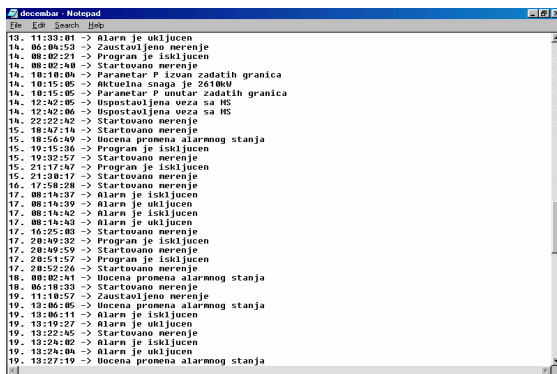 decembar - Notepad
File Edit Search Help
13. 11:33:01 -> Alarm je ukljucen
14. 06:04:53 -> Zaustavljeno merenje
14. 08:02:21 -> Program je iskljucen
14. 08:02:40 -> Startovano merenje
14. 10:10:04 -> Parametar P izvan zadatih granica
14. 10:15:05 -> Aktuelna snaga je 2610kW
14. 10:15:05 -> Parametar P unutar zadatih granica
14. 12:42:05 -> Uspostavljena veza sa MS
14. 12:42:06 -> Uspostavljena veza sa MS
14. 22:22:42 -> Startovano merenje
15. 18:47:14 -> Startovano merenje
15. 18:56:49 -> Uocena promena alarmnog stanja
15. 19:15:36 -> Program je iskljucen
15. 19:32:57 -> Startovano merenje
15. 21:17:47 -> Program je iskljucen
15. 21:30:17 -> Startovano merenje
16. 17:58:28 -> Startovano merenje
17. 08:14:37 -> Alarm je iskljucen
17. 08:14:39 -> Alarm je ukljucen
17. 08:14:42 -> Alarm je iskljucen
17. 08:14:43 -> Alarm je ukljucen
17. 16:25:03 -> Startovano merenje
17. 20:49:32 -> Program je iskljucen
17. 20:49:59 -> Startovano merenje
17. 20:51:57 -> Program je iskljucen
17. 20:52:26 -> Startovano merenje
18. 00:02:41 -> Uocena promena alarmnog stanja
18. 06:18:33 -> Startovano merenje
19. 11:10:57 -> Zaustavljeno merenje
19. 13:06:05 -> Uocena promena alarmnog stanja
19. 13:06:11 -> Alarm je iskljucen
19. 13:19:27 -> Alarm je ukljucen
19. 13:22:45 -> Startovano merenje
19. 13:24:02 -> Alarm je iskljucen
19. 13:24:04 -> Alarm je ukljucen
19. 13:27:19 -> Uocena promena alarmnog stanja